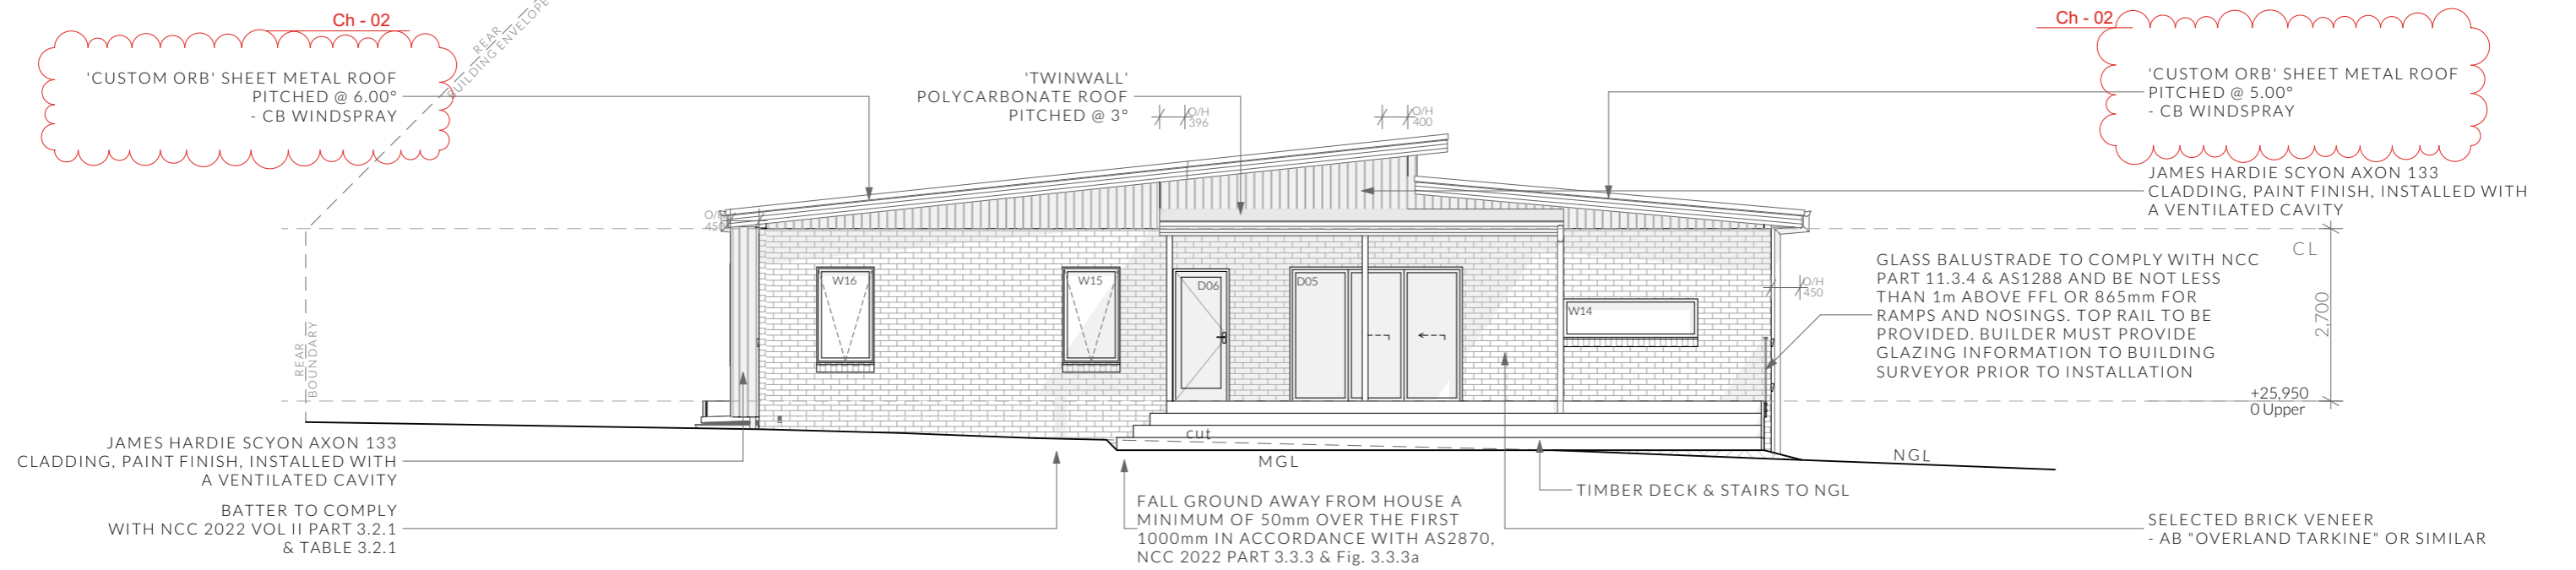 Ch - 02
'CUSTOM ORB' SHEET METAL ROOF
PITCHED @ 6.00°
- CB WINDSPRAY
REAR
BUILDING ENVELOPE
'TWINWALL'
POLYCARBONATE ROOF
PITCHED @ 3°
O/H
396
O/H
400
Ch - 02
'CUSTOM ORB' SHEET METAL ROOF
PITCHED @ 5.00°
- CB WINDSPRAY
JAMES HARDIE SCYON AXON 133
CLADDING, PAINT FINISH, INSTALLED WITH
A VENTILATED CAVITY
O/H
450
W16
W15
D06
D05
W14
O/H
450
GLASS BALUSTRADE TO COMPLY WITH NCC
PART 11.3.4 & AS1288 AND BE NOT LESS
THAN 1m ABOVE FFL OR 865mm FOR
RAMPS AND NOSINGS. TOP RAIL TO BE
PROVIDED. BUILDER MUST PROVIDE
GLAZING INFORMATION TO BUILDING
SURVEYOR PRIOR TO INSTALLATION
CL
2,700
+25,950
0 Upper
REAR
BOUNDARY
cut
MGL
NGL
JAMES HARDIE SCYON AXON 133
CLADDING, PAINT FINISH, INSTALLED WITH
A VENTILATED CAVITY
BATTER TO COMPLY
WITH NCC 2022 VOL II PART 3.2.1
& TABLE 3.2.1
FALL GROUND AWAY FROM HOUSE A
MINIMUM OF 50mm OVER THE FIRST
1000mm IN ACCORDANCE WITH AS2870,
NCC 2022 PART 3.3.3 & Fig. 3.3.3a
TIMBER DECK & STAIRS TO NGL
SELECTED BRICK VENEER
- AB "OVERLAND TARKINE" OR SIMILAR